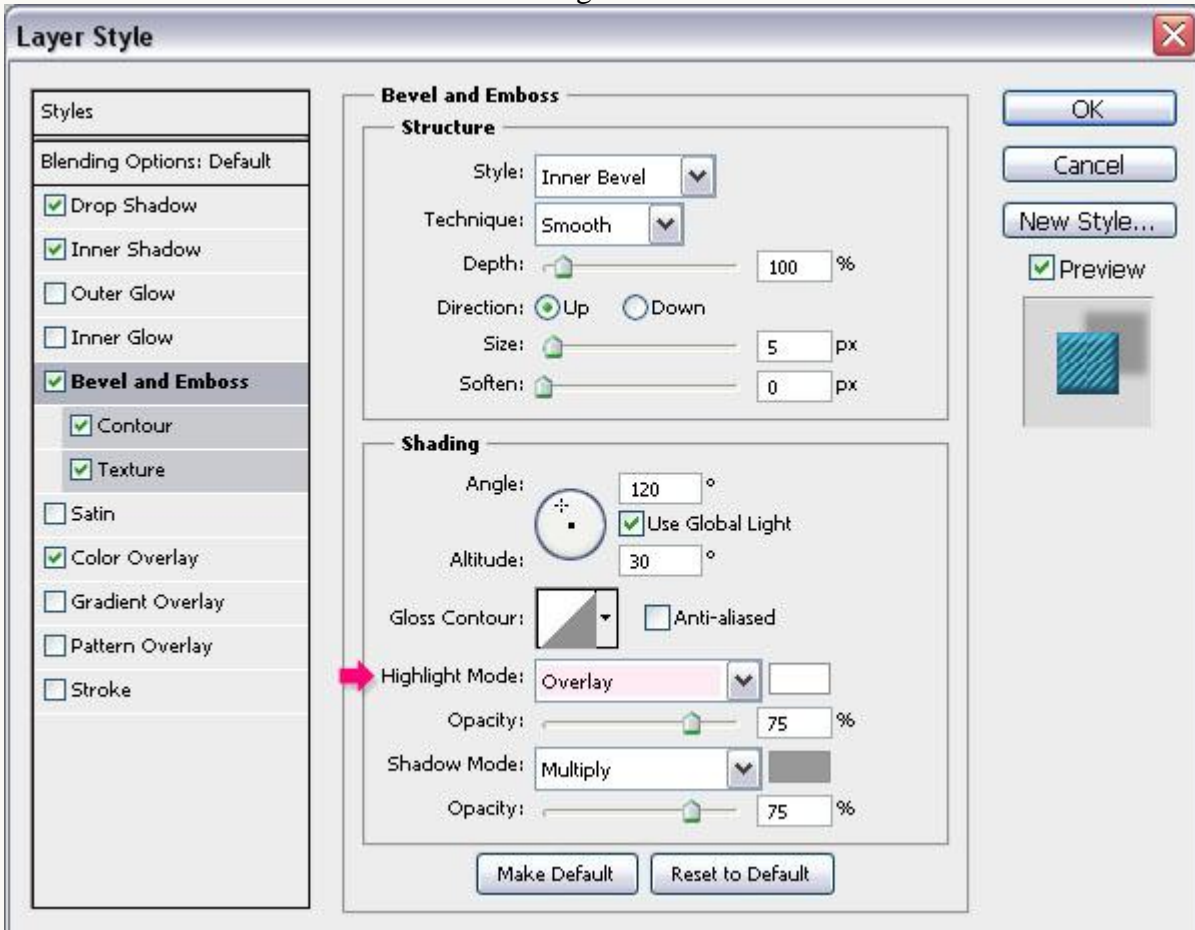 Layer Style
Styles
Blending Options: Default
Drop Shadow
Inner Shadow
Outer Glow
Inner Glow
Bevel and Emboss
Contour
Texture
Satin
Color Overlay
Gradient Overlay
Pattern Overlay
Stroke
Bevel and Emboss
Structure
Style: Inner Bevel
Technique: Smooth
Depth: 100 %
Direction: Up Down
Size: 5 px
Soften: 0 px
Shading
Angle: 120 °
Use Global Light
Altitude: 30 °
Gloss Contour: Anti-aliased
Highlight Mode: Overlay
Opacity: 75 %
Shadow Mode: Multiply
Opacity: 75 %
Make Default Reset to Default
OK
Cancel
New Style...
Preview